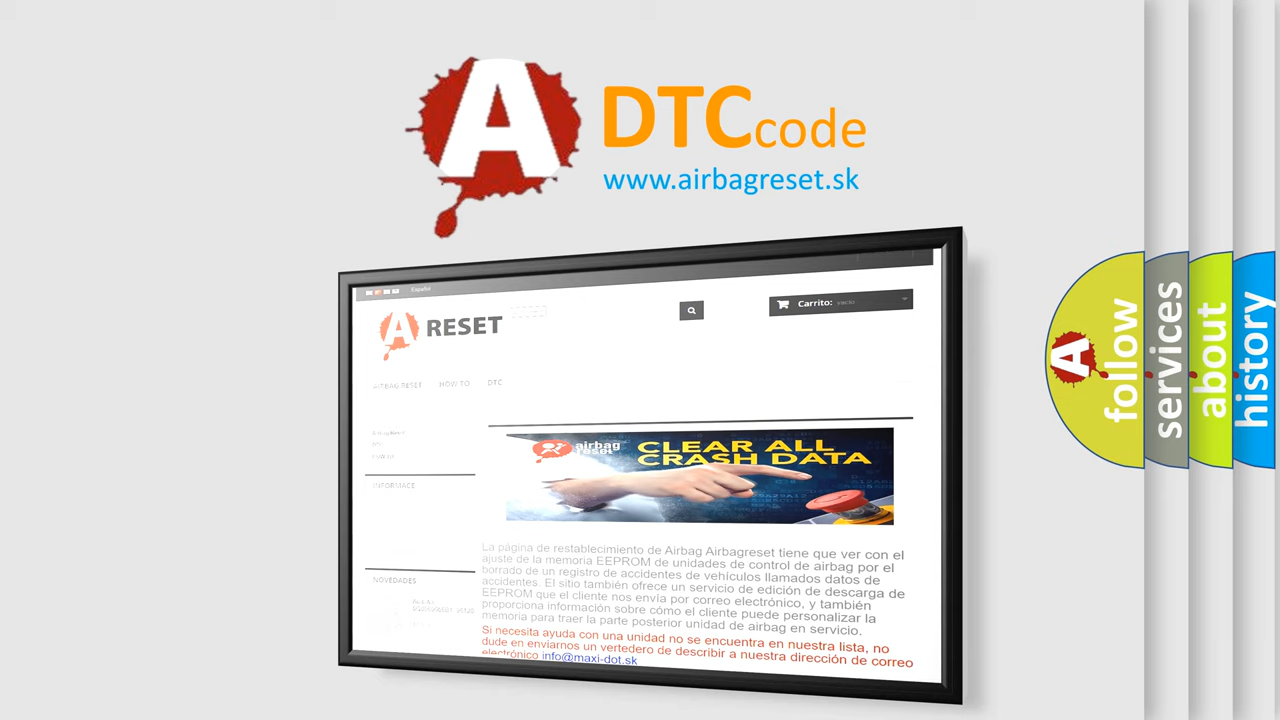 A
DTCcode
www.airbagreset.sk
Español
A RESET
Carrito: vacío
AIRBAG RESET HOW TO DTC
INFORMACE
NOVEDADES
airbag
reset
CLEAR ALL
CRASH DATA
La página de restablecimiento de Airbag Airbagreset tiene que ver con el
ajuste de la memoria EEPROM de unidades de control de airbag por el
borrado de un registro de accidentes de vehículos llamados datos de
accidentes. El sitio también ofrece un servicio de edición de descarga de
EEPROM que el cliente nos envía por correo electrónico, y también
proporciona información sobre cómo el cliente puede personalizar la
memoria para traer la parte posterior unidad de airbag en servicio.
Si necesita ayuda con una unidad no se encuentra en nuestra lista, no
dude en enviarnos un vertedero de describir a nuestra dirección de correo
electrónico info@maxi-dot.sk
A
follow
services
about
history